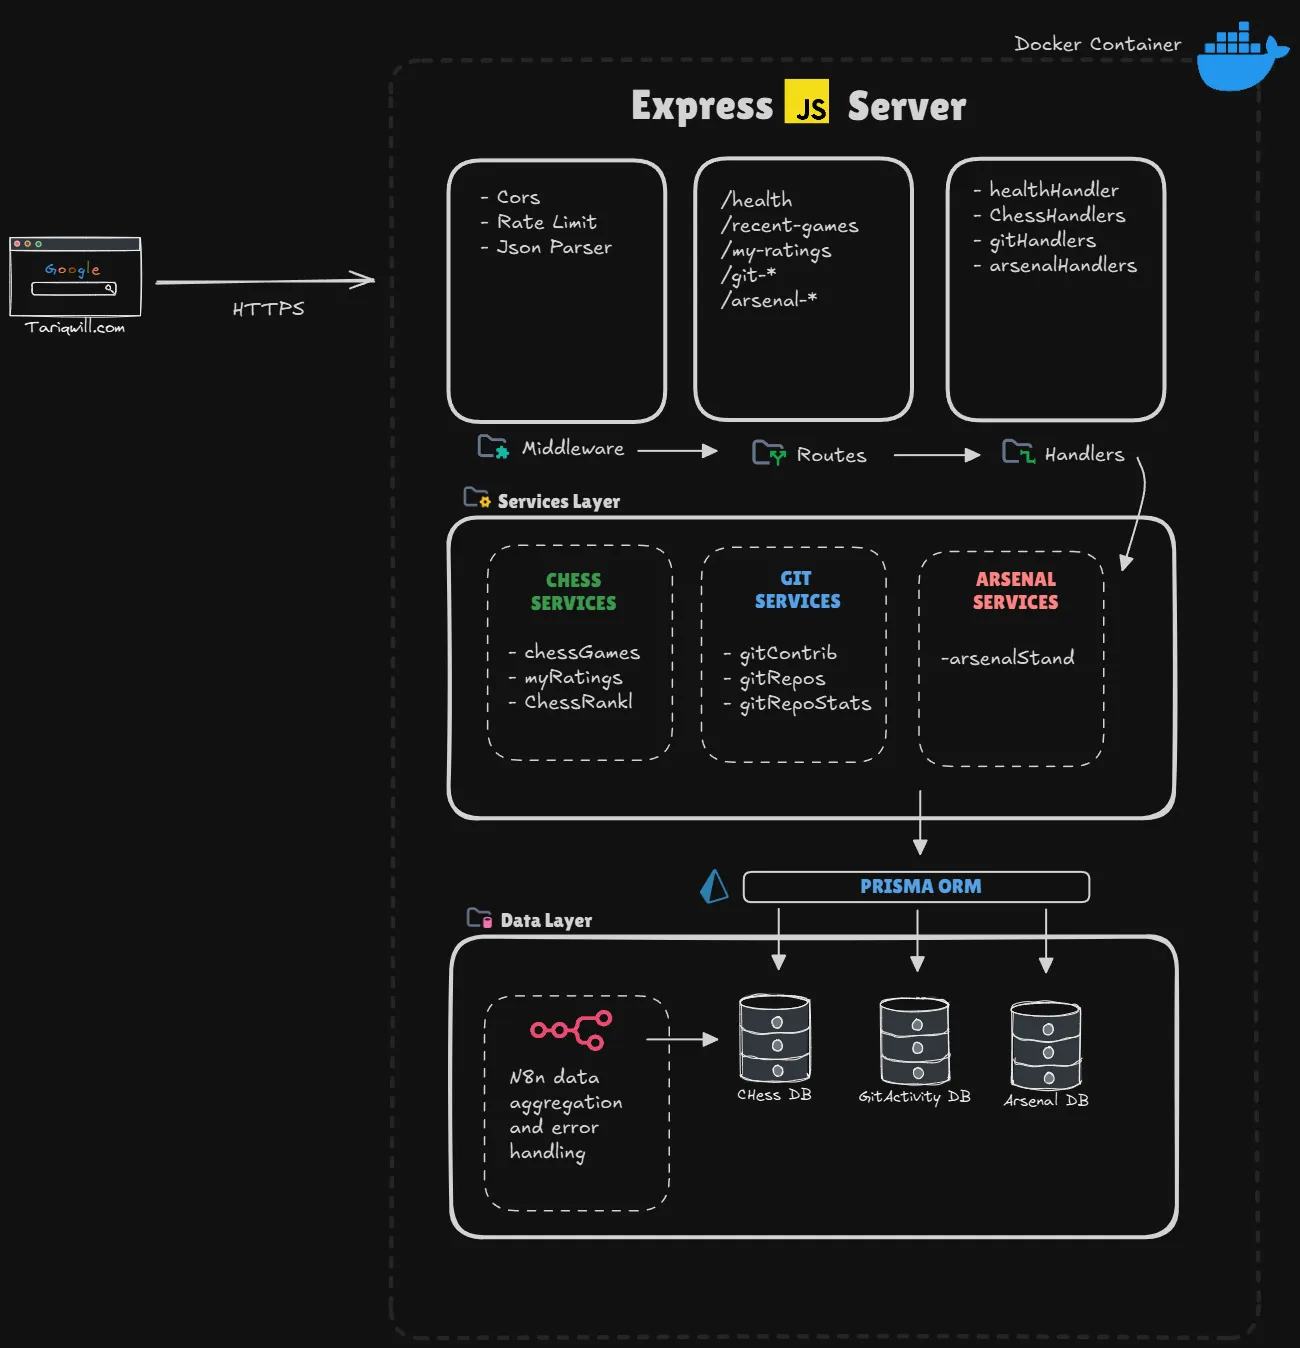 Docker Container
Express JS Server
- Cors
- Rate Limit
- Json Parser
/health
/recent-games
/my-ratings
/git-*
/arsenal-*
- healthHandler
- ChessHandlers
- gitHandlers
- arsenalHandlers
Google
Tariqwill.com
HTTPS
Middleware
Routes
Handlers
Services Layer
CHESS
SERVICES
- chessGames
- myRatings
- ChessRankl
GIT
SERVICES
- gitContrib
- gitRepos
- gitRepoStats
ARSENAL
SERVICES
-arsenalStand
PRISMA ORM
Data Layer
N8n data
aggregation
and error
handling
CHess DB
GitActivity DB
Arsenal DB